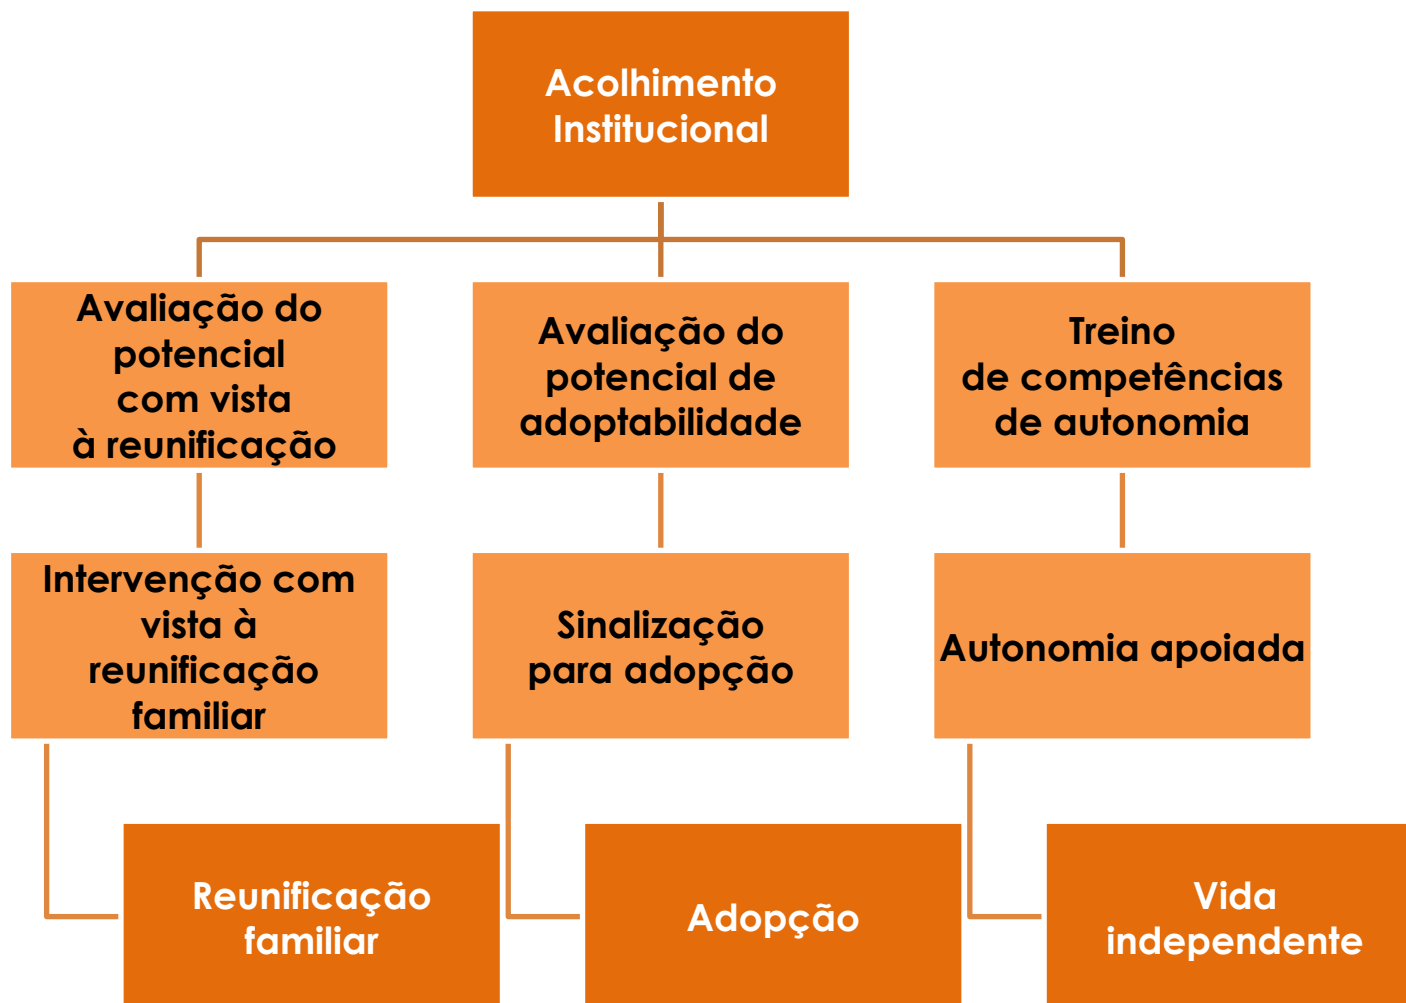 Acolhimento
Institucional
Avaliação do
potencial
com vista
à reunificação
Avaliação do
potencial de
adoptabilidade
Treino
de competências
de autonomia
Intervenção com
vista à
reunificação
familiar
Sinalização
para adopção
Autonomia apoiada
Reunificação
familiar
Adopção
Vida
independente